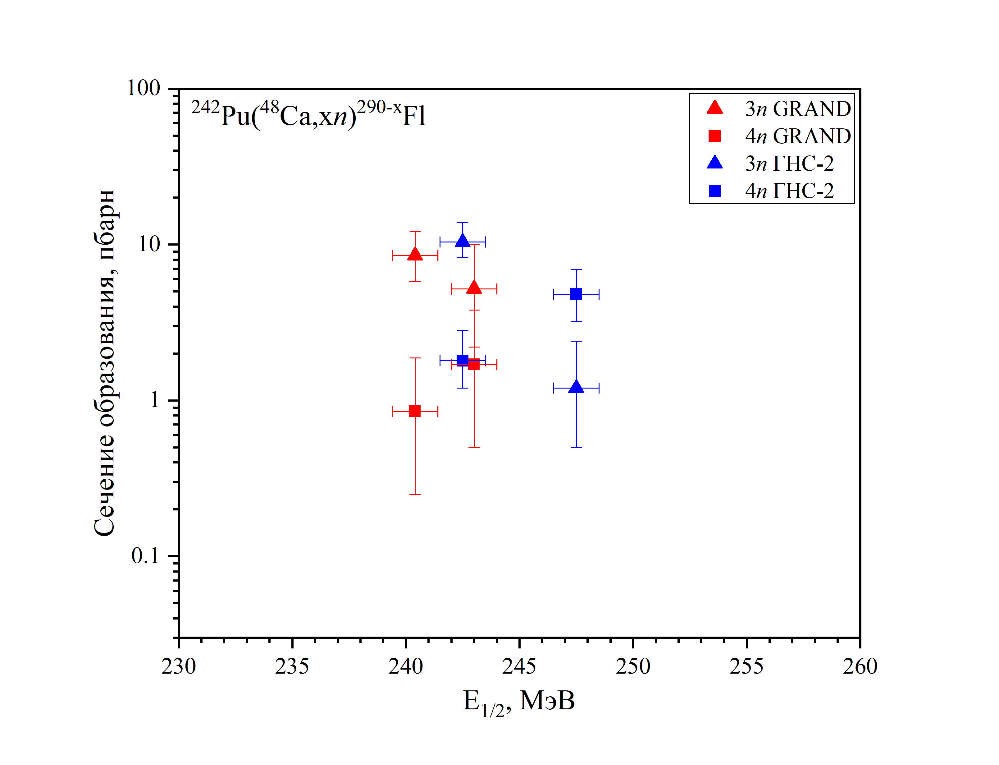 ²⁴²Pu(⁴⁸Ca,xn)²⁹⁰⁻ˣFl
3n GRAND
4n GRAND
3n ГНС-2
4n ГНС-2
Сечение образования, пбарн
100
10
1
0.1
230 235 240 245 250 255 260
E₁/₂, МэВ